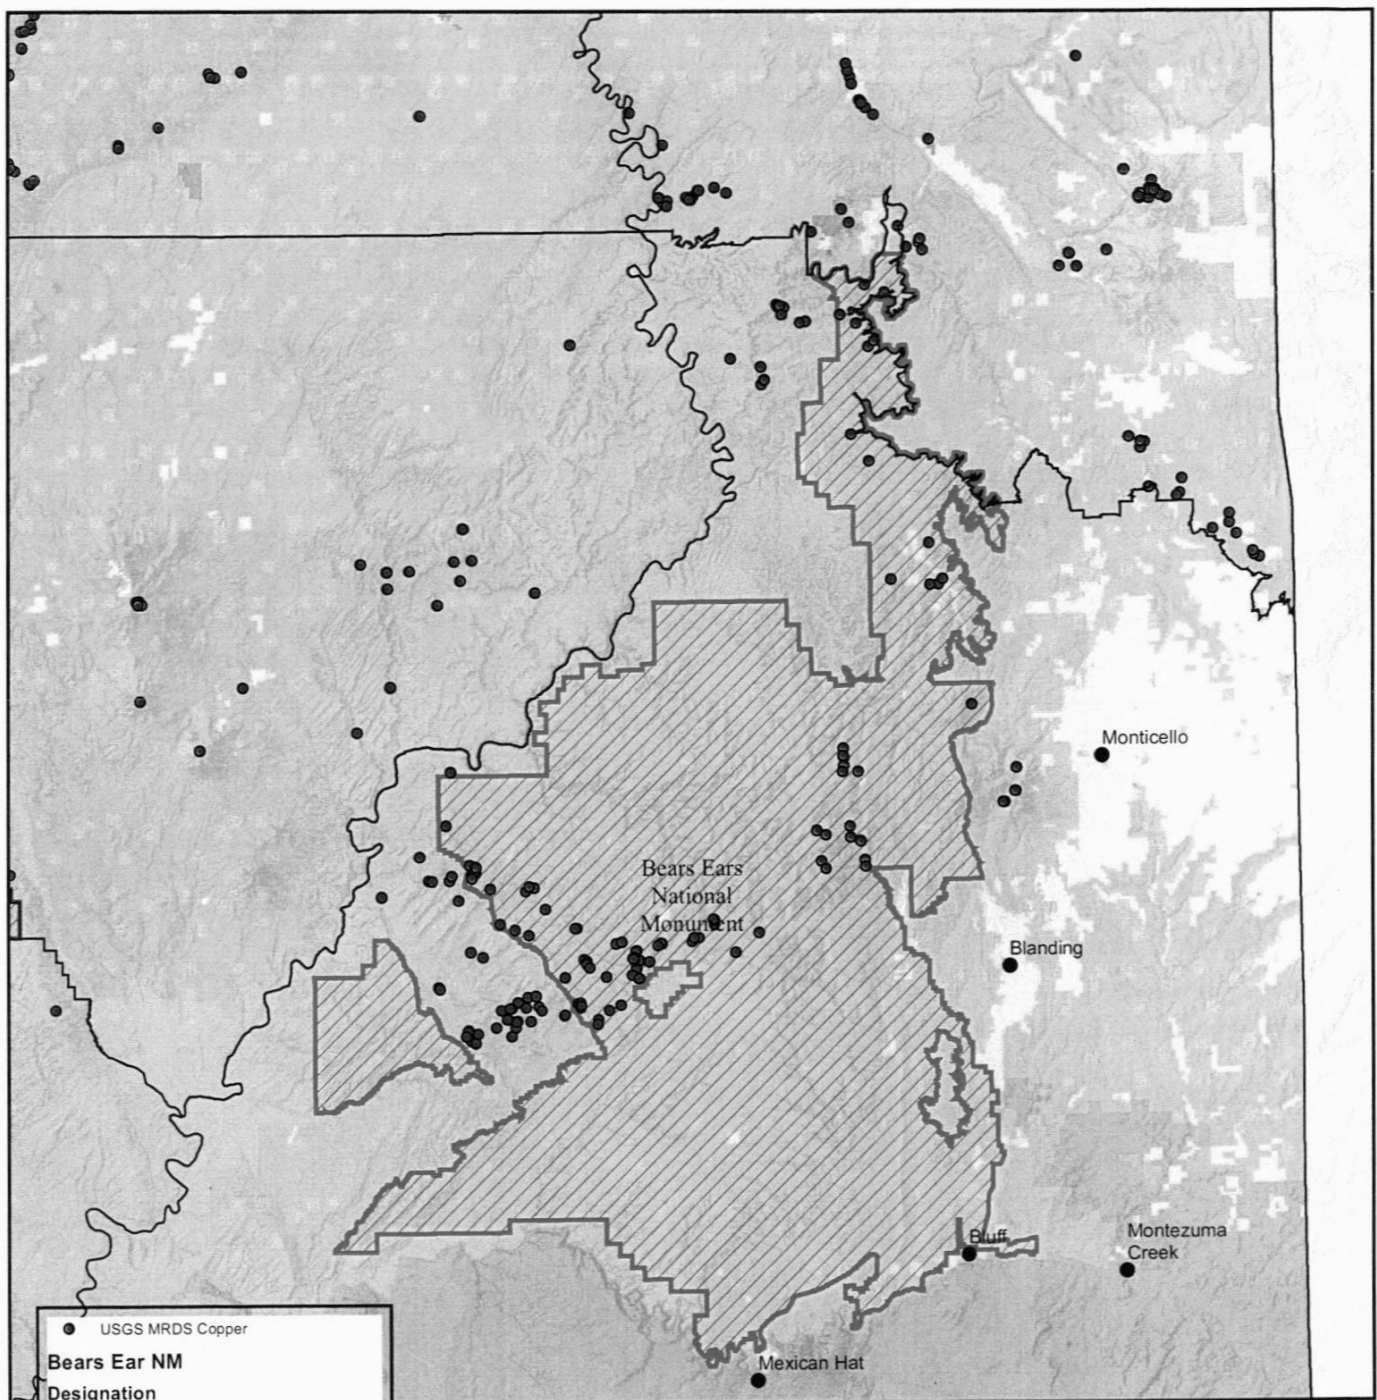 Monticello
Bears Ears
National
Monument
Blanding
Bluff
Montezuma
Creek
USGS MRDS Copper
Bears Ear NM
Designation
Mexican Hat